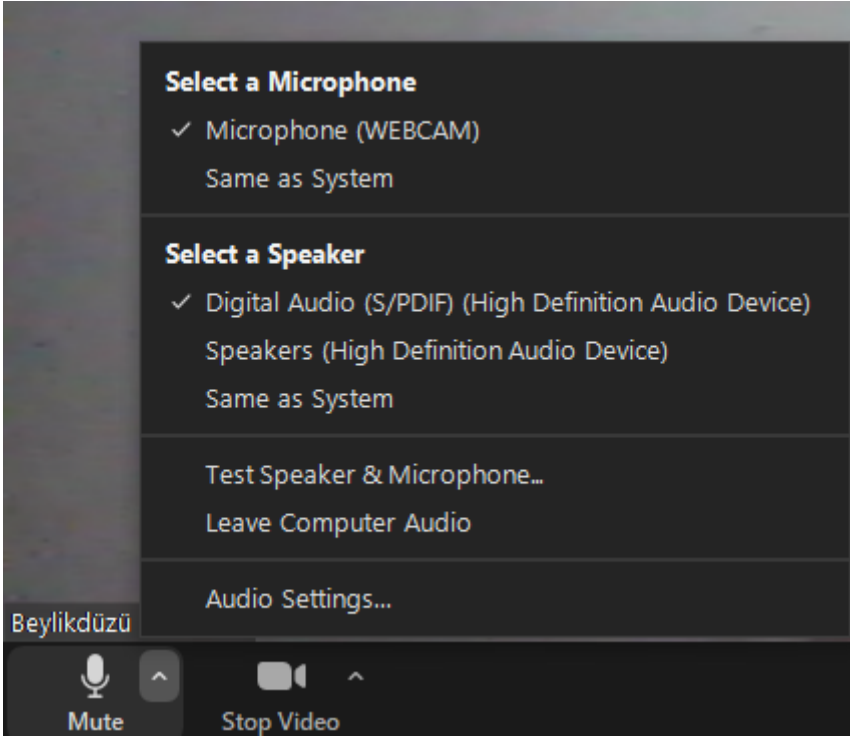 Select a Microphone
✓ Microphone (WEBCAM)
Same as System
Select a Speaker
✓ Digital Audio (S/PDIF) (High Definition Audio Device)
Speakers (High Definition Audio Device)
Same as System
Test Speaker & Microphone...
Leave Computer Audio
Audio Settings...
Beylikdüzü
Mute
Stop Video